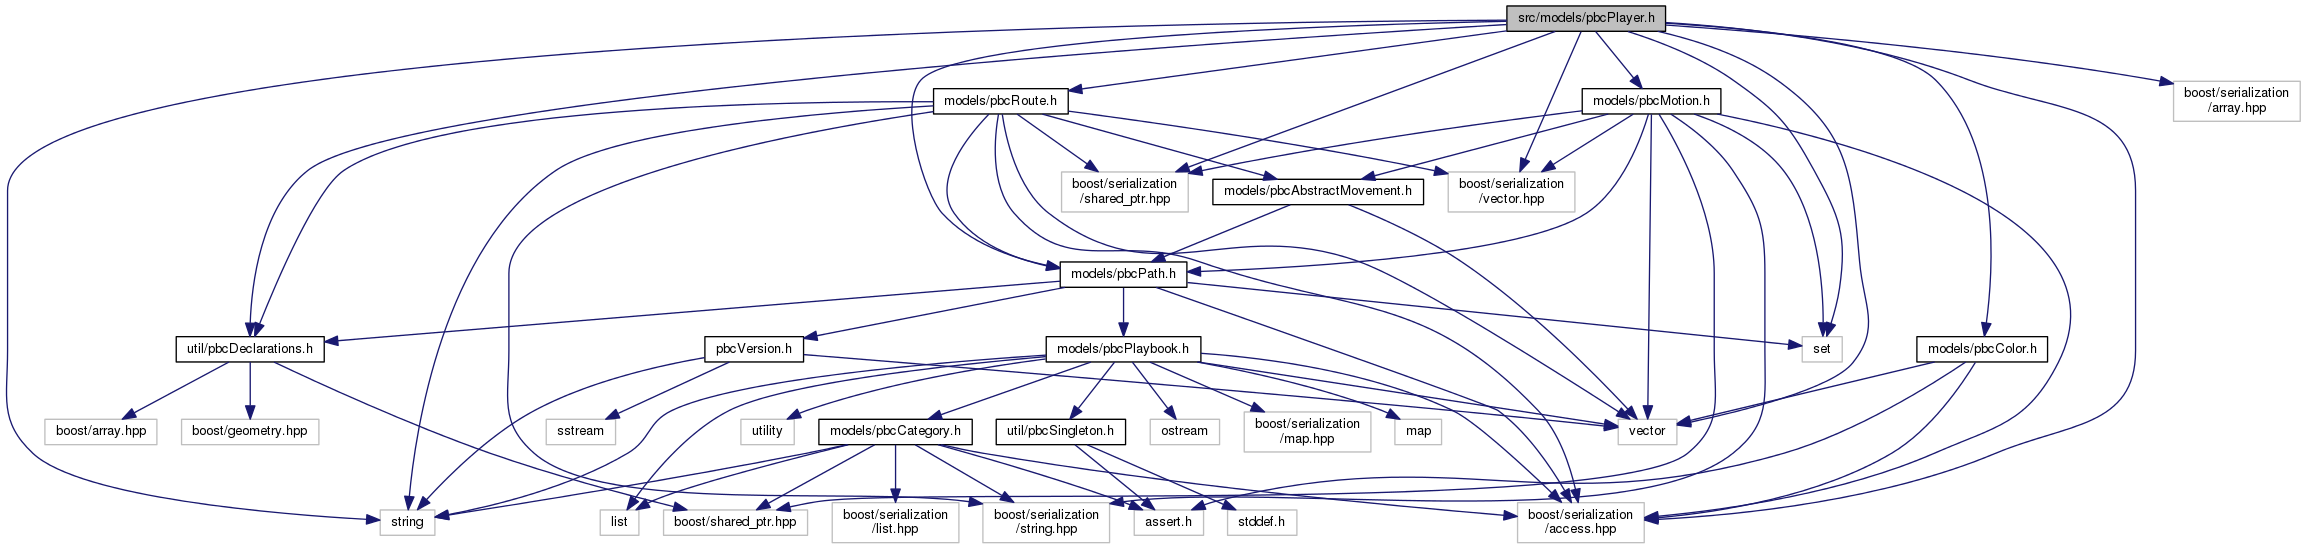 src/models/pbcPlayer.h
boost/serialization
/array.hpp
models/pbcRoute.h
models/pbcMotion.h
boost/serialization
/shared_ptr.hpp
models/pbcAbstractMovement.h
boost/serialization
/vector.hpp
models/pbcPath.h
util/pbcDeclarations.h
pbcVersion.h
models/pbcPlaybook.h
set
models/pbcColor.h
boost/array.hpp
boost/geometry.hpp
sstream
utility
models/pbcCategory.h
util/pbcSingleton.h
ostream
boost/serialization
/map.hpp
map
vector
string
list
boost/shared_ptr.hpp
boost/serialization
/list.hpp
boost/serialization
/string.hpp
assert.h
stddef.h
boost/serialization
/access.hpp